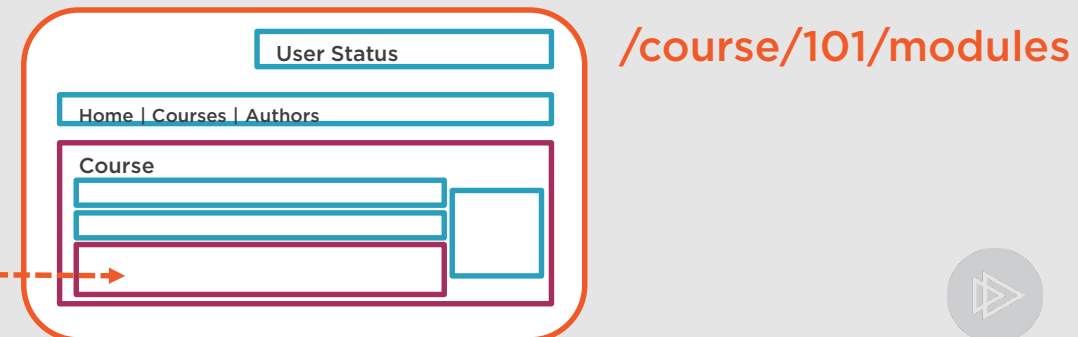 /course/101/modules
User Status
Home | Courses | Authors
Course